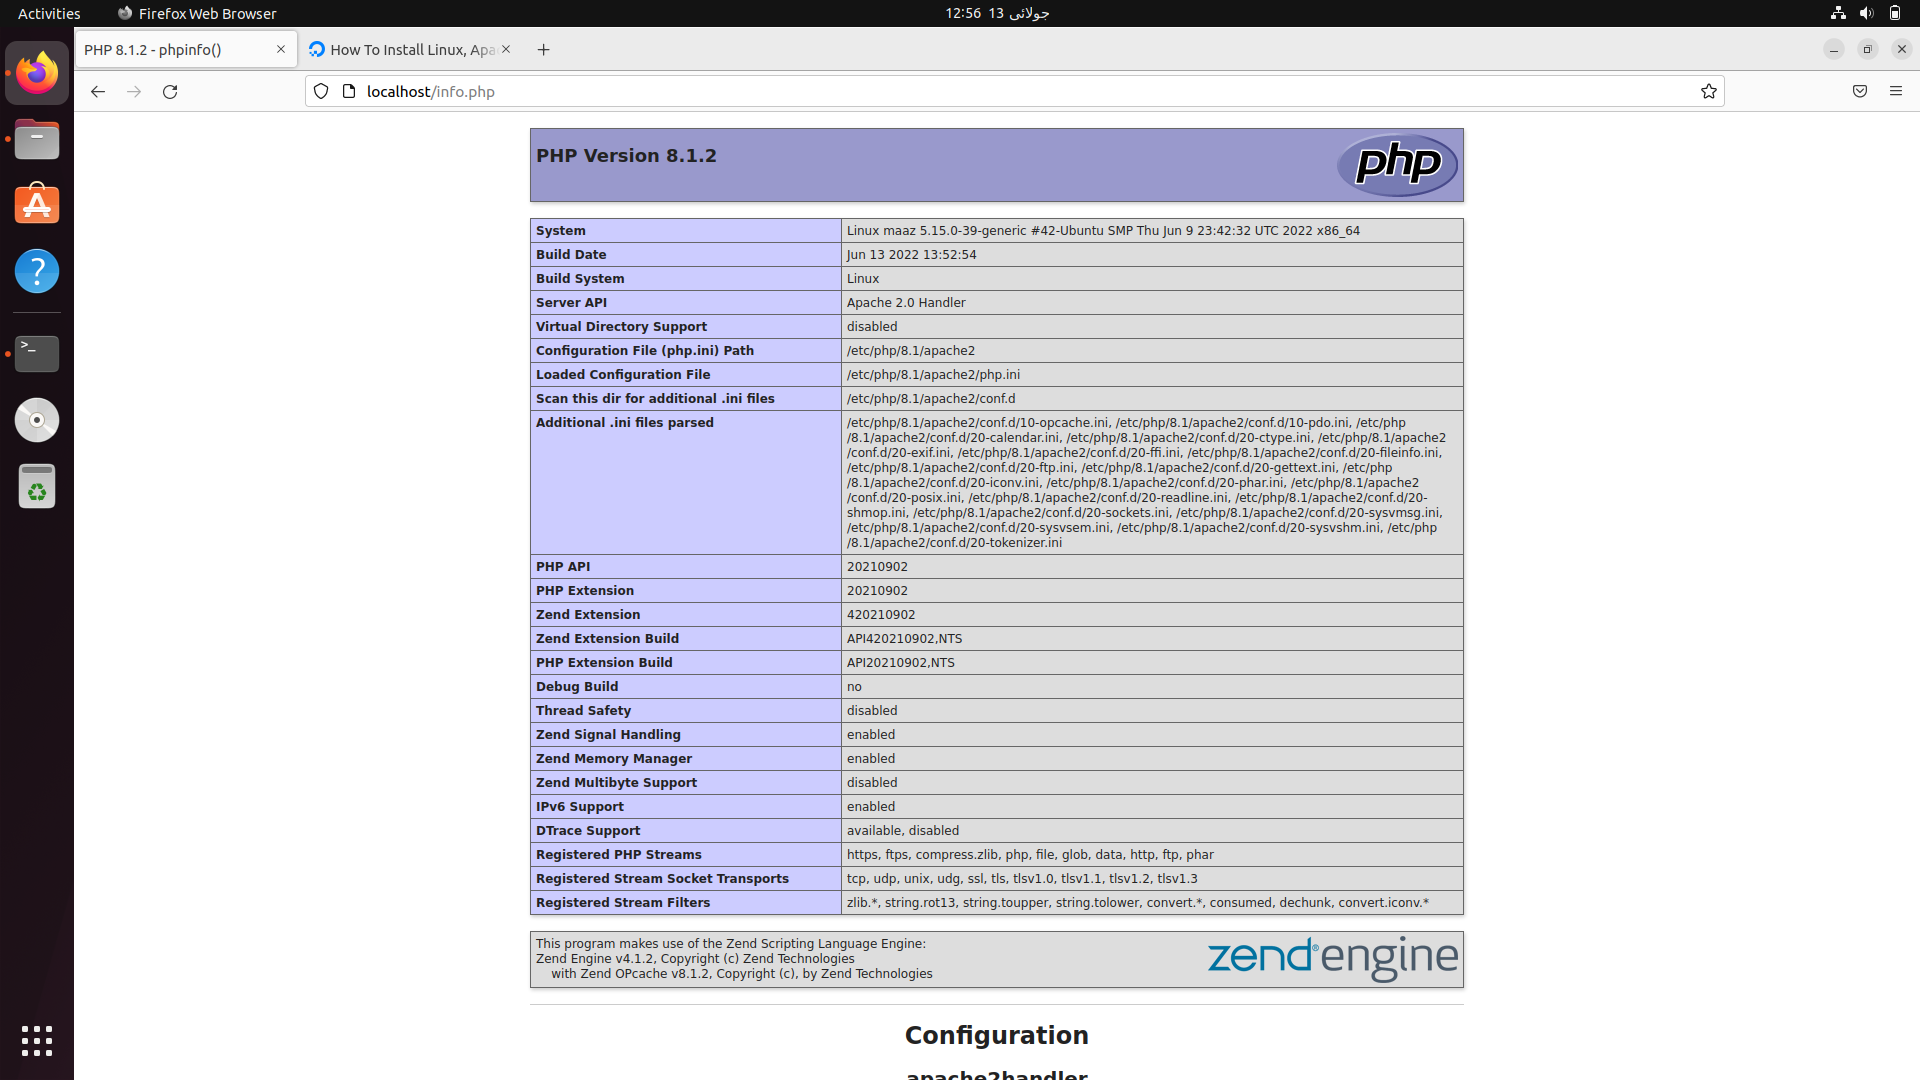 Activities
Firefox Web Browser
12:56 13 جولائی
PHP 8.1.2 - phpinfo()
How To Install Linux, Apa
localhost/info.php
PHP Version 8.1.2
php
System Linux maaz 5.15.0-39-generic #42-Ubuntu SMP Thu Jun 9 23:42:32 UTC 2022 x86_64
Build Date Jun 13 2022 13:52:54
Build System Linux
Server API Apache 2.0 Handler
Virtual Directory Support disabled
Configuration File (php.ini) Path /etc/php/8.1/apache2
Loaded Configuration File /etc/php/8.1/apache2/php.ini
Scan this dir for additional .ini files /etc/php/8.1/apache2/conf.d
Additional .ini files parsed /etc/php/8.1/apache2/conf.d/10-opcache.ini, /etc/php/8.1/apache2/conf.d/10-pdo.ini, /etc/php
/8.1/apache2/conf.d/20-calendar.ini, /etc/php/8.1/apache2/conf.d/20-ctype.ini, /etc/php/8.1/apache2
/conf.d/20-exif.ini, /etc/php/8.1/apache2/conf.d/20-ffi.ini, /etc/php/8.1/apache2/conf.d/20-fileinfo.ini,
/etc/php/8.1/apache2/conf.d/20-ftp.ini, /etc/php/8.1/apache2/conf.d/20-gettext.ini, /etc/php
/8.1/apache2/conf.d/20-iconv.ini, /etc/php/8.1/apache2/conf.d/20-phar.ini, /etc/php/8.1/apache2
/conf.d/20-posix.ini, /etc/php/8.1/apache2/conf.d/20-readline.ini, /etc/php/8.1/apache2/conf.d/20-
shmop.ini, /etc/php/8.1/apache2/conf.d/20-sockets.ini, /etc/php/8.1/apache2/conf.d/20-sysvmsg.ini,
/etc/php/8.1/apache2/conf.d/20-sysvsem.ini, /etc/php/8.1/apache2/conf.d/20-sysvshm.ini, /etc/php
/8.1/apache2/conf.d/20-tokenizer.ini
PHP API 20210902
PHP Extension 20210902
Zend Extension 420210902
Zend Extension Build API420210902,NTS
PHP Extension Build API20210902,NTS
Debug Build no
Thread Safety disabled
Zend Signal Handling enabled
Zend Memory Manager enabled
Zend Multibyte Support disabled
IPv6 Support enabled
DTrace Support available, disabled
Registered PHP Streams https, ftps, compress.zlib, php, file, glob, data, http, ftp, phar
Registered Stream Socket Transports tcp, udp, unix, udg, ssl, tls, tlsv1.0, tlsv1.1, tlsv1.2, tlsv1.3
Registered Stream Filters zlib.*, string.rot13, string.toupper, string.tolower, convert.*, consumed, dechunk, convert.iconv.*
This program makes use of the Zend Scripting Language Engine:
Zend Engine v4.1.2, Copyright (c) Zend Technologies
with Zend OPcache v8.1.2, Copyright (c), by Zend Technologies
zend®engine
Configuration
apache2handler